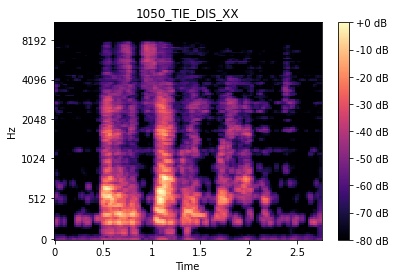 1050_TIE_DIS_XX
+0 dB
8192
-10 dB
4096
-20 dB
-30 dB
2048
Hz
-40 dB
1024
-50 dB
512
-60 dB
-70 dB
0
-80 dB
0 0.5 1 1.5 2 2.5
Time